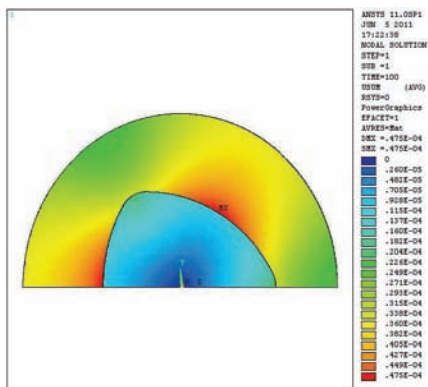 1
ANSYS 11.0SP1
JUN 5 2011
17:22:38
NODAL SOLUTION
STEP=1
SUB =1
TIME=100
USUM (AVG)
RSYS=0
PowerGraphics
EFACET=1
AVRES=Mat
DMX =.475E-04
SMX =.475E-04
0
.260E-05
.482E-05
.705E-05
.928E-05
.115E-04
.137E-04
.160E-04
.182E-04
.204E-04
.226E-04
.249E-04
.271E-04
.293E-04
.315E-04
.338E-04
.360E-04
.382E-04
.405E-04
.427E-04
.449E-04
.475E-04
MX
Y
X